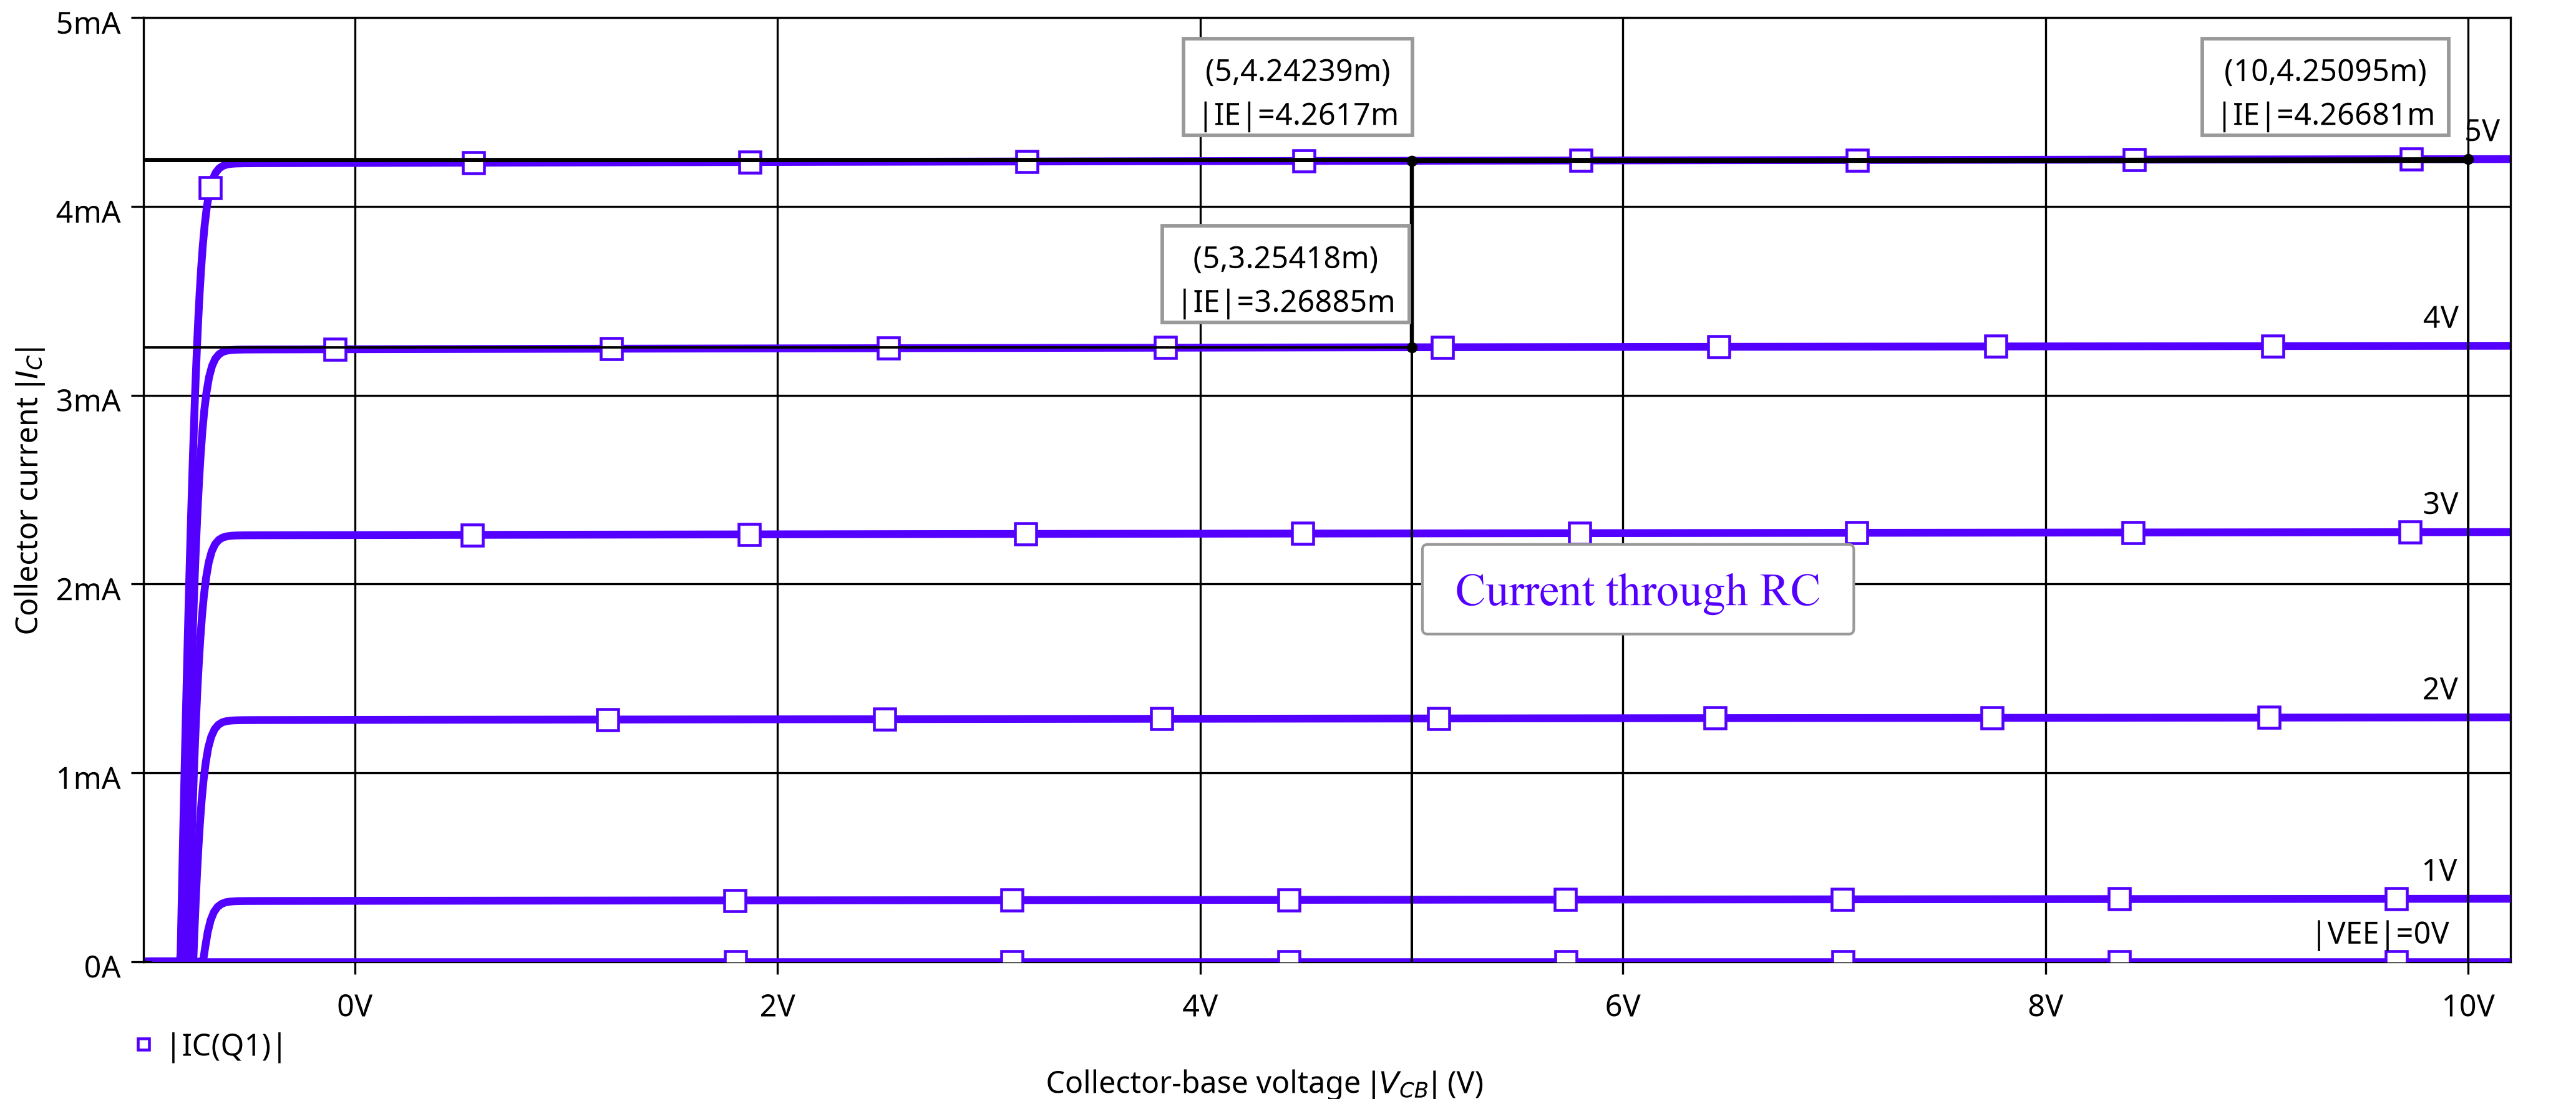 5mA
4mA
3mA
2mA
1mA
0A
Collector current |IC|
(5,4.24239m)
|IE|=4.2617m
(10,4.25095m)
|IE|=4.26681m
5V
(5,3.25418m)
|IE|=3.26885m
4V
3V
Current through RC
2V
1V
|VEE|=0V
0V
2V
4V
6V
8V
10V
|IC(Q1)|
Collector-base voltage |VCB| (V)